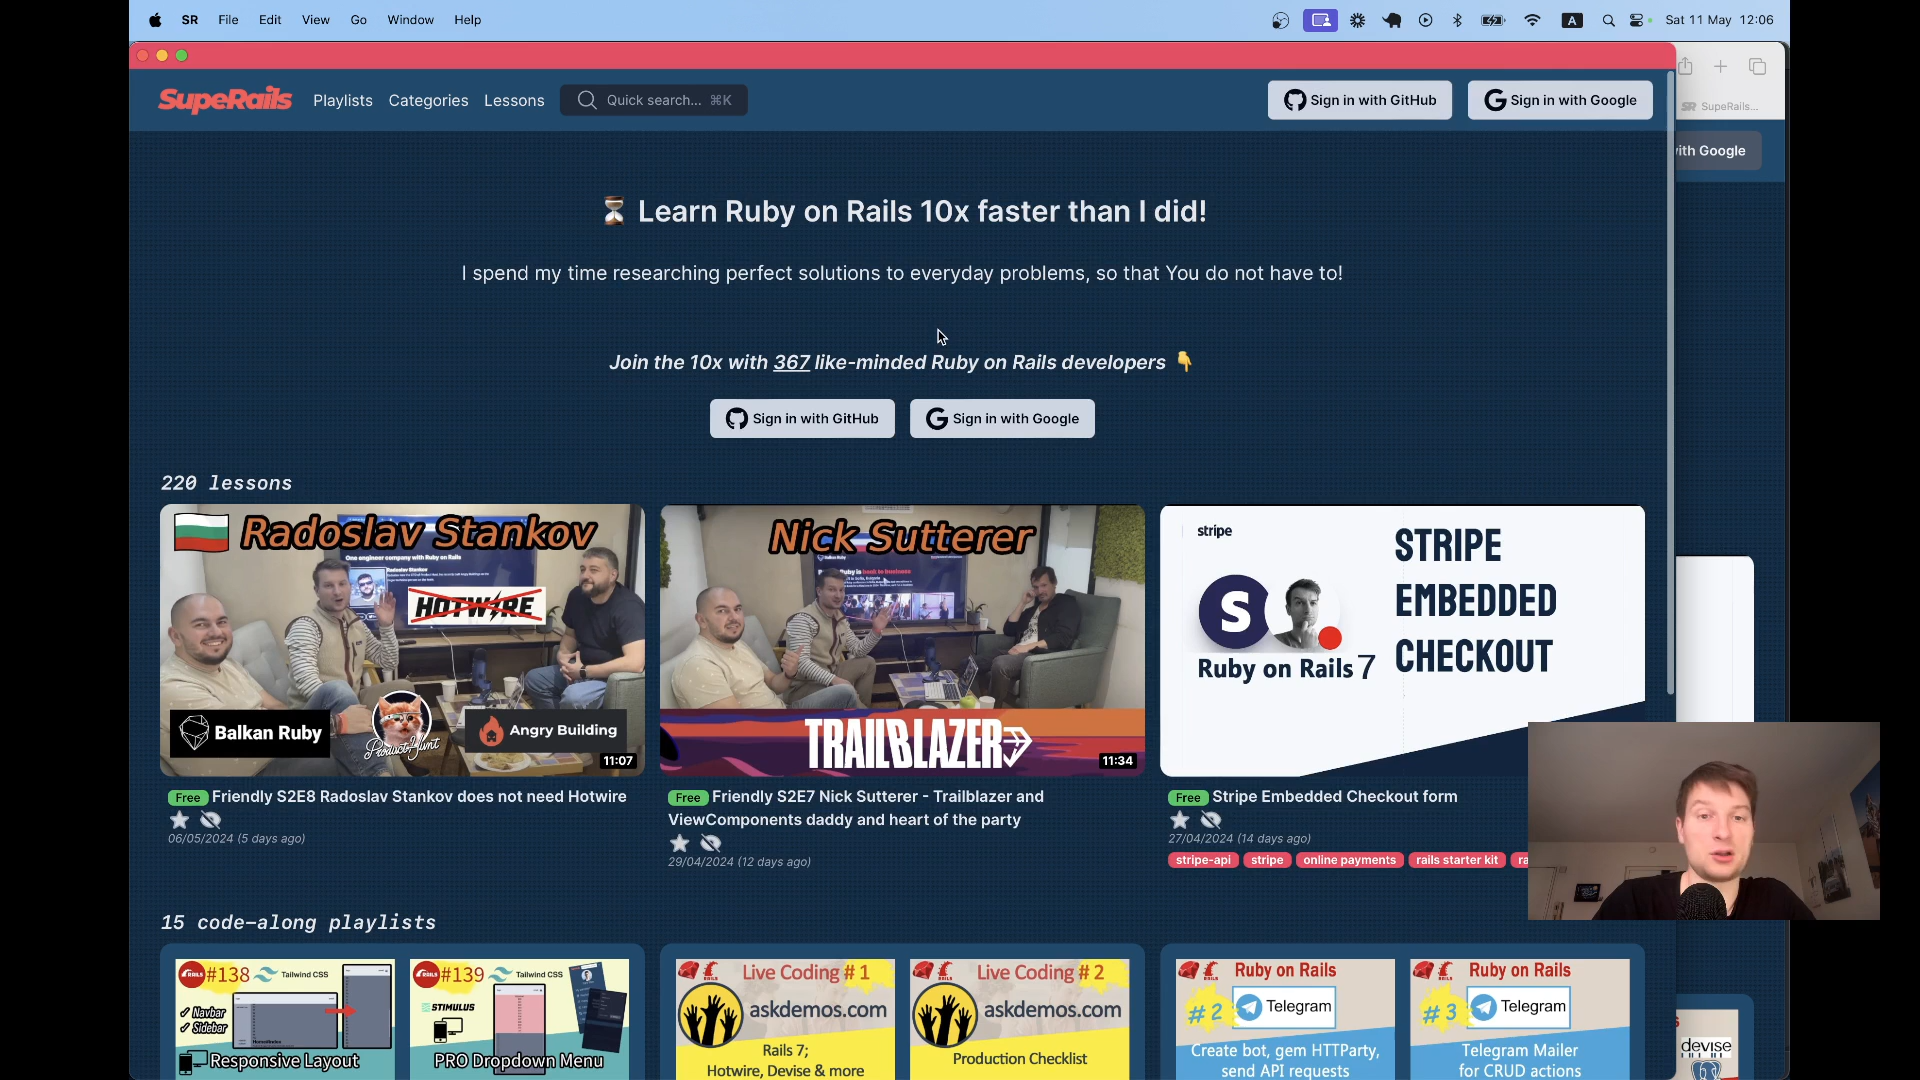 SR File Edit View Go Window Help
A Sat 11 May 12:06
SupeRails Playlists Categories Lessons Quick search... ⌘K Sign in with GitHub Sign in with Google
SR SupeRails...
with Google
⏳ Learn Ruby on Rails 10x faster than I did!
I spend my time researching perfect solutions to everyday problems, so that You do not have to!
Join the 10x with 367 like-minded Ruby on Rails developers 👇
Sign in with GitHub Sign in with Google
220 lessons
Radoslav Stankov
One engineer company with Ruby on Rails
HOTWIRE
Balkan Ruby
Product Hunt
Angry Building
11:07
Free Friendly S2E8 Radoslav Stankov does not need Hotwire
06/05/2024 (5 days ago)
Nick Sutterer
TRAILBLAZER
11:34
Free Friendly S2E7 Nick Sutterer - Trailblazer and
ViewComponents daddy and heart of the party
29/04/2024 (12 days ago)
stripe
S
Ruby on Rails 7
STRIPE
EMBEDDED
CHECKOUT
Free Stripe Embedded Checkout form
27/04/2024 (14 days ago)
stripe-api stripe online payments rails starter kit ra
15 code-along playlists
RAILS #138 Tailwind CSS
✓ Navbar
✓ Sidebar
Responsive Layout
RAILS #139 Tailwind CSS
STIMULUS
PRO Dropdown Menu
Live Coding # 1
askdemos.com
Rails 7;
Hotwire, Devise & more
Live Coding # 2
askdemos.com
Production Checklist
Ruby on Rails
# 2 Telegram
Create bot, gem HTTParty,
send API requests
Ruby on Rails
# 3 Telegram
Telegram Mailer
for CRUD actions
devise